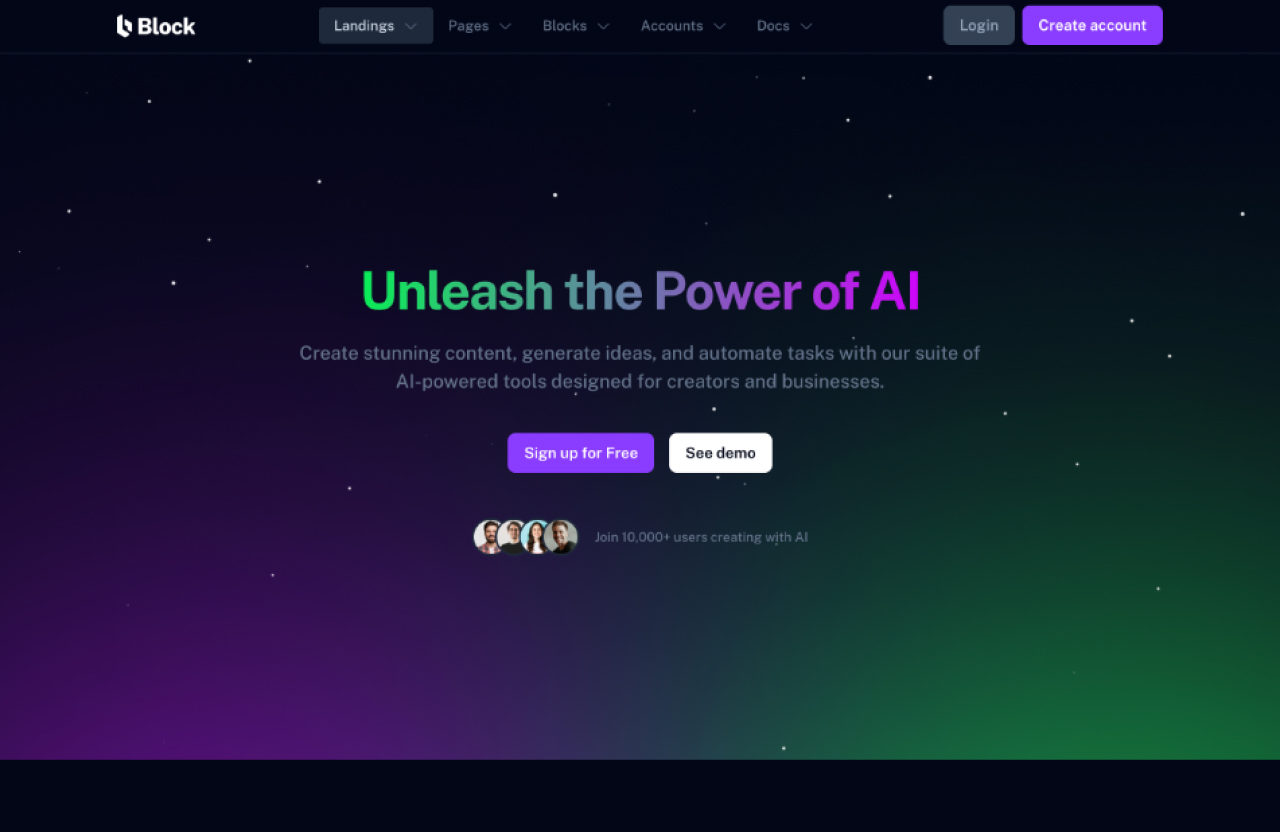 Block
Landings
Pages
Blocks
Accounts
Docs
Login
Create account
Unleash the Power of AI
Create stunning content, generate ideas, and automate tasks with our suite of
AI-powered tools designed for creators and businesses.
Sign up for Free
See demo
Join 10,000+ users creating with AI